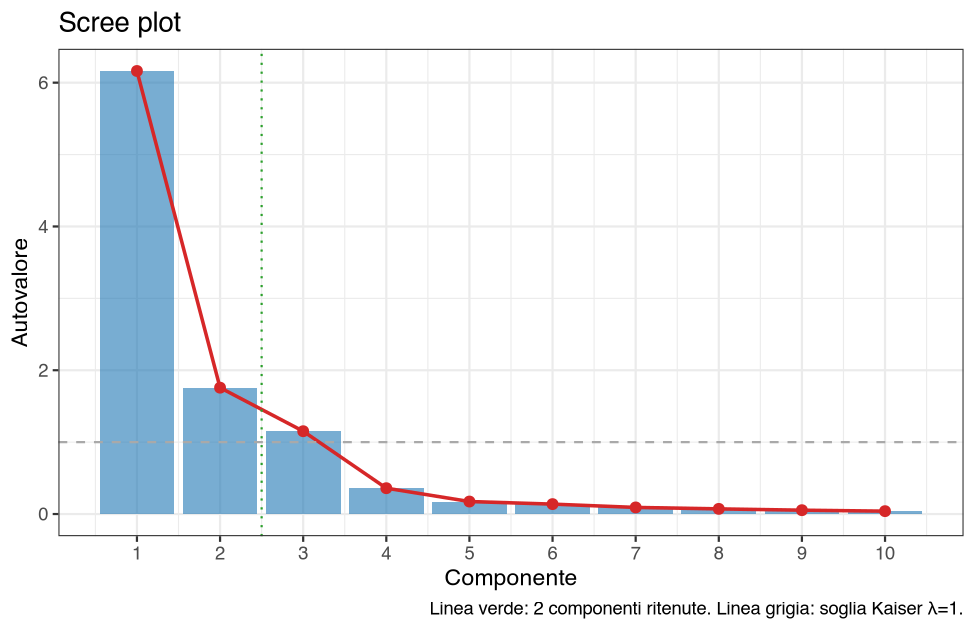 Scree plot
Autovalore
6
4
2
0
1 2 3 4 5 6 7 8 9 10
Componente
Linea verde: 2 componenti ritenute. Linea grigia: soglia Kaiser λ=1.